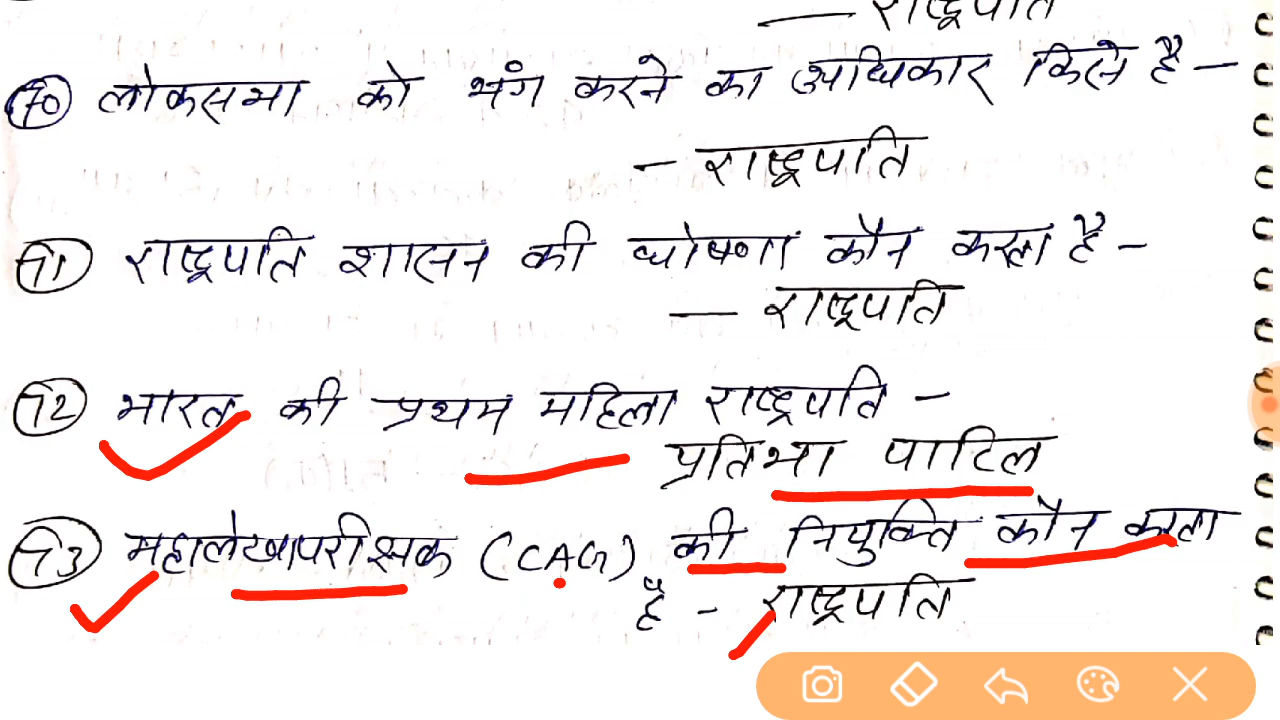 — राष्ट्रपति
70 लोकसभा को भंग करने का अधिकार किसे है –
– राष्ट्रपति
71 राष्ट्रपति शासन की घोषणा कौन करता है –
— राष्ट्रपति
72 भारत की प्रथम महिला राष्ट्रपति –
प्रतिभा पाटिल
73 महालेखापरीक्षक (CAG) की नियुक्ति कौन करता
है – राष्ट्रपति